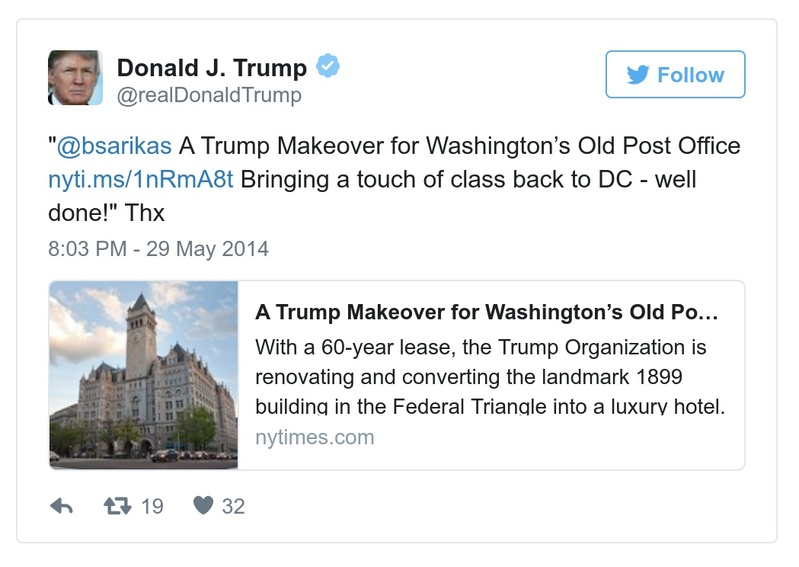 Donald J. Trump
@realDonaldTrump
Follow
"@bsarikas A Trump Makeover for Washington’s Old Post Office
nyti.ms/1nRmA8t Bringing a touch of class back to DC - well
done!" Thx
8:03 PM - 29 May 2014
A Trump Makeover for Washington’s Old Po…
With a 60-year lease, the Trump Organization is
renovating and converting the landmark 1899
building in the Federal Triangle into a luxury hotel.
nytimes.com
19 32